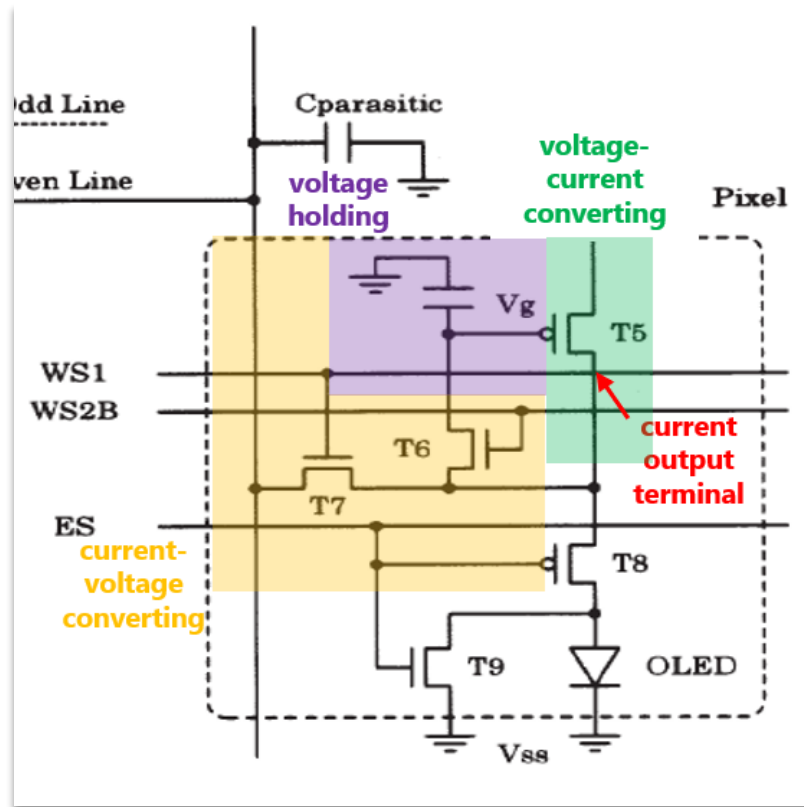 dd Line
Cparasitic
ven Line
voltage
holding
voltage-
current
converting
Pixel
Vg
T5
WS1
WS2B
T6
current
output
terminal
T7
ES
current-
voltage
converting
T8
T9
OLED
Vss